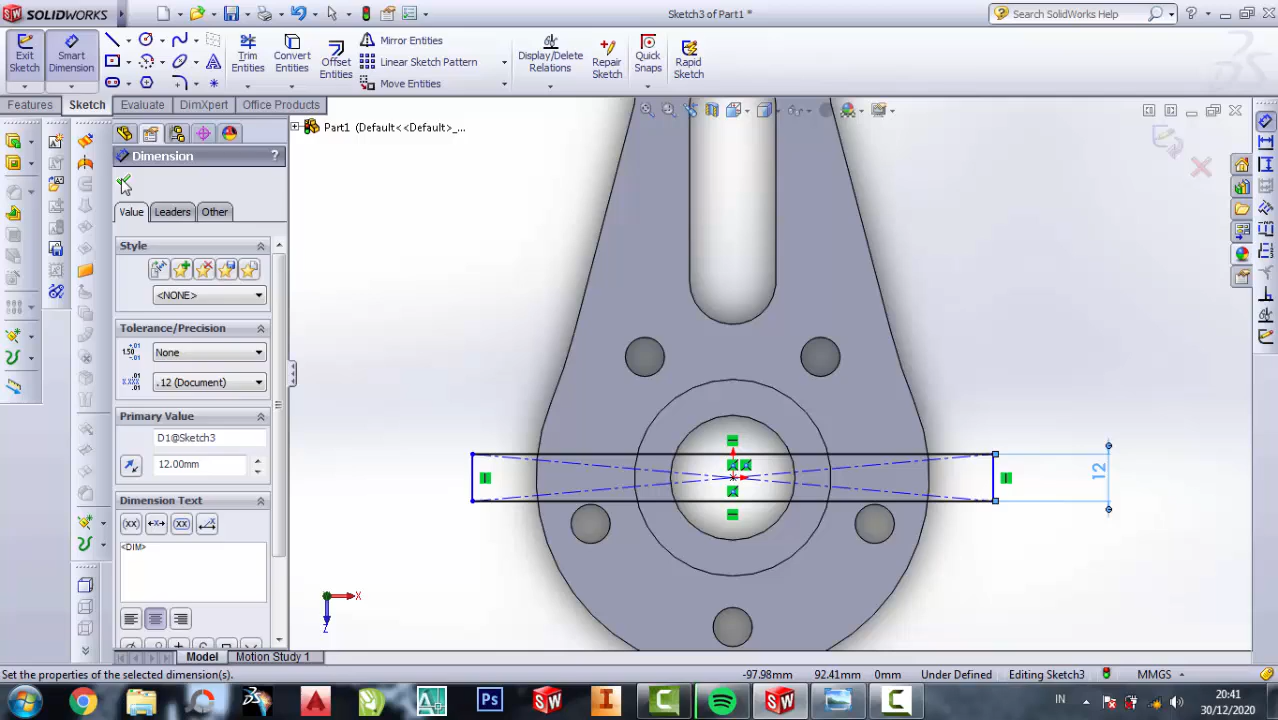 SOLIDWORKS
Sketch3 of Part1 *
Search SolidWorks Help
Exit Sketch
Smart Dimension
Trim Entities
Convert Entities
Offset Entities
Mirror Entities
Linear Sketch Pattern
Move Entities
Display/Delete Relations
Repair Sketch
Quick Snaps
Rapid Sketch
Features
Sketch
Evaluate
DimXpert
Office Products
Part1 (Default<<Default>_...
Dimension
?
Value
Leaders
Other
Style
<NONE>
Tolerance/Precision
None
.12 (Document)
Primary Value
D1@Sketch3
12.00mm
Dimension Text
<DIM>
12
X
Z
Model
Motion Study 1
Set the properties of the selected dimension(s).
-97.98mm
92.41mm
0mm
Under Defined
Editing Sketch3
MMGS
IN
20:41
30/12/2020